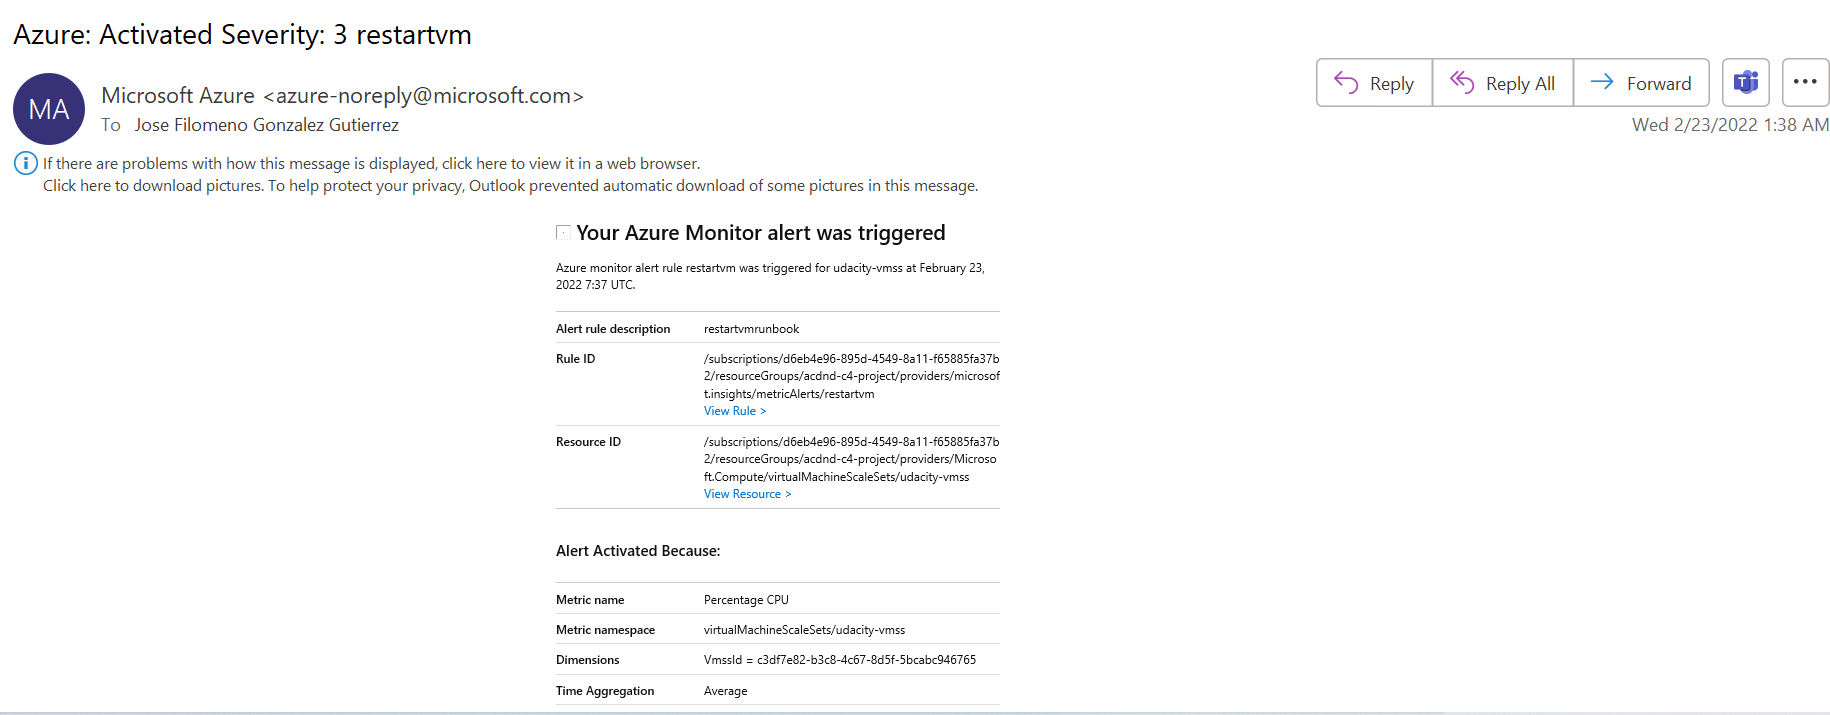 Azure: Activated Severity: 3 restartvm
MA
Microsoft Azure <azure-noreply@microsoft.com>
To Jose Filomeno Gonzalez Gutierrez
Reply
Reply All
Forward
Wed 2/23/2022 1:38 AM
If there are problems with how this message is displayed, click here to view it in a web browser.
Click here to download pictures. To help protect your privacy, Outlook prevented automatic download of some pictures in this message.
Your Azure Monitor alert was triggered
Azure monitor alert rule restartvm was triggered for udacity-vmss at February 23,
2022 7:37 UTC.
Alert rule description restartvmrunbook
Rule ID /subscriptions/d6eb4e96-895d-4549-8a11-f65885fa37b
2/resourceGroups/acdnd-c4-project/providers/microsof
t.insights/metricAlerts/restartvm
View Rule >
Resource ID /subscriptions/d6eb4e96-895d-4549-8a11-f65885fa37b
2/resourceGroups/acdnd-c4-project/providers/Microso
ft.Compute/virtualMachineScaleSets/udacity-vmss
View Resource >
Alert Activated Because:
Metric name Percentage CPU
Metric namespace virtualMachineScaleSets/udacity-vmss
Dimensions VmssId = c3df7e82-b3c8-4c67-8d5f-5bcabc946765
Time Aggregation Average